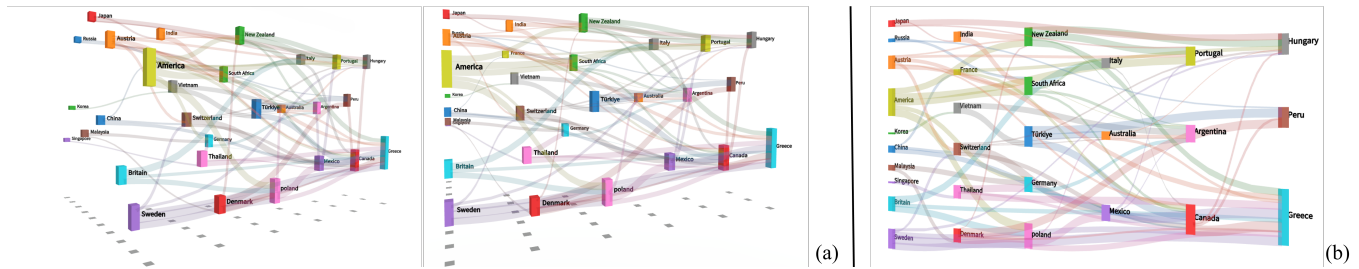 Japan
Russia
Austria
India
New Zealand
America
Italy
Portugal
Hungary
South Africa
Vietnam
Korea
China
Türkiye
Australia
Argentina
Peru
Switzerland
Malaysia
Singapore
Germany
Thailand
Britain
Mexico
Canada
Greece
poland
Sweden
Denmark
Japan
Russia
Austria
India
New Zealand
America
France
Italy
Portugal
Hungary
South Africa
Vietnam
Korea
China
Malaysia
Singapore
Switzerland
Türkiye
Australia
Argentina
Peru
Germany
Thailand
Britain
Mexico
Canada
Greece
poland
Sweden
Denmark
(a)
Japan
Russia
Austria
India
New Zealand
America
France
Italy
Portugal
Hungary
South Africa
Vietnam
Korea
China
Türkiye
Australia
Argentina
Peru
Switzerland
Malaysia
Singapore
Germany
Thailand
Britain
Mexico
Canada
Greece
Sweden
Denmark
poland
(b)